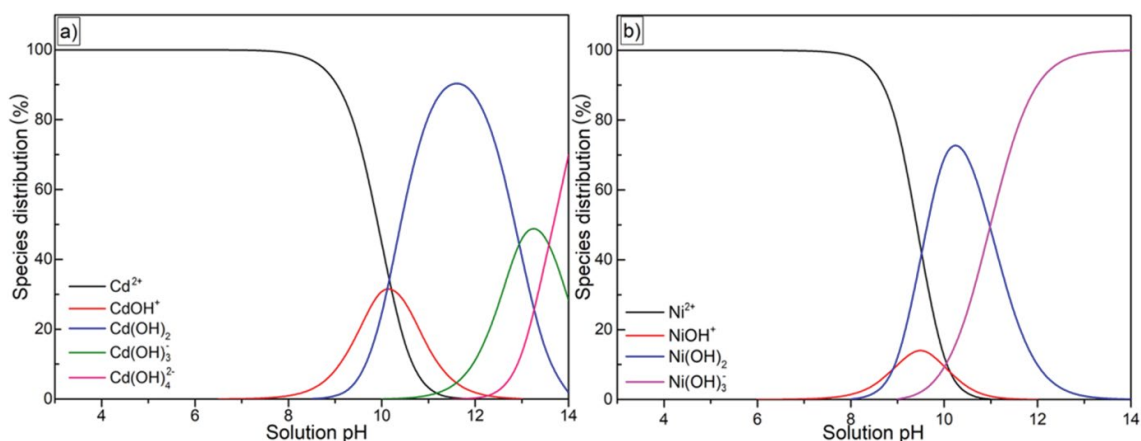 a)
Species distribution (%)
100
80
60
40
20
0
Cd²⁺
CdOH⁺
Cd(OH)₂
Cd(OH)₃⁻
Cd(OH)₄²⁻
4 6 8 10 12 14
Solution pH
b)
Species distribution (%)
100
80
60
40
20
0
Ni²⁺
NiOH⁺
Ni(OH)₂
Ni(OH)₃⁻
4 6 8 10 12 14
Solution pH